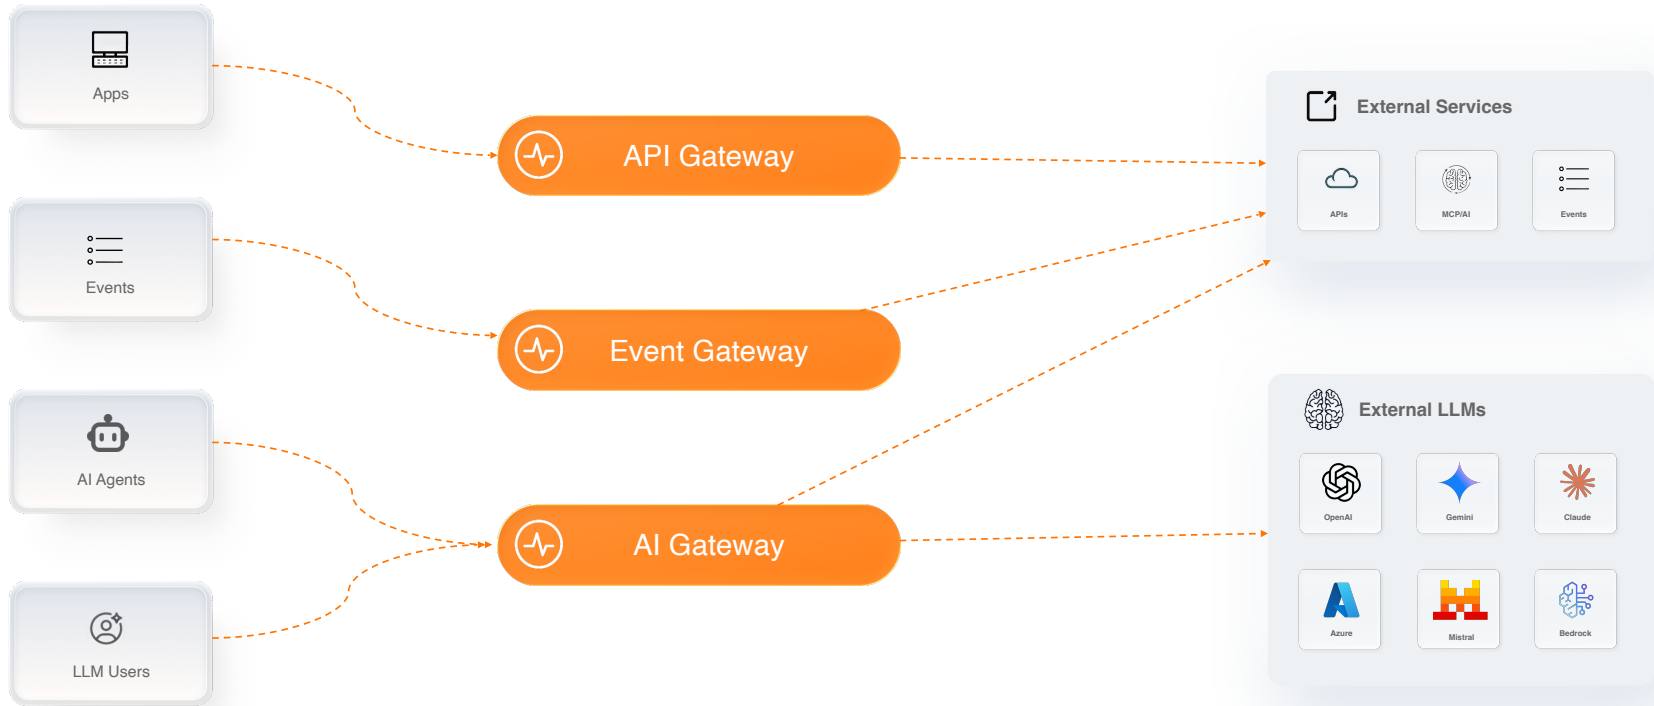 Apps
Events
AI Agents
LLM Users
API Gateway
Event Gateway
AI Gateway
External Services
APIs
MCP/AI
Events
External LLMs
OpenAI
Gemini
Claude
Azure
Mistral
Bedrock